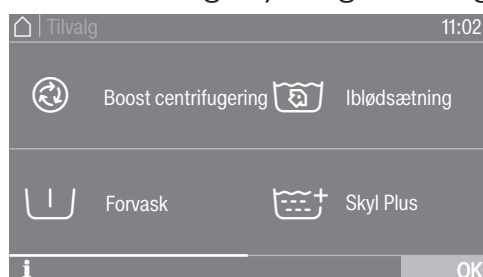 Tilvalg 11:02
Boost centrifugering Iblødsætning
Forvask Skyl Plus
i OK